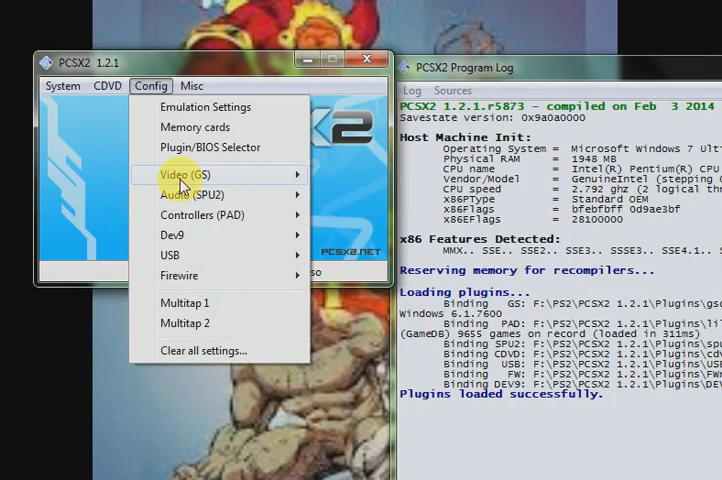 PCSX2 1.2.1
System CDVD Config Misc
Emulation Settings
Memory cards
Plugin/BIOS Selector
Video (GS)
Audio (SPU2)
Controllers (PAD)
Dev9
USB
Firewire
Multitap 1
Multitap 2
Clear all settings...
X2
PCSX2.NET
so
PCSX2 Program Log
Log Sources
PCSX2 1.2.1.r5873 - compiled on Feb 3 2014
Savestate version: 0x9a0a0000
Host Machine Init:
Operating System = Microsoft Windows 7 Ulti
Physical RAM = 1948 MB
CPU name = Intel(R) Pentium(R) CPU
Vendor/Model = GenuineIntel (stepping
CPU speed = 2.792 ghz (2 logical thr
x86PType = Standard OEM
x86Flags = bfebfbff 0d9ae3bf
x86EFlags = 28100000
x86 Features Detected:
MMX.. SSE.. SSE2.. SSE3.. SSSE3.. SSE4.1..
Reserving memory for recompilers...
Loading plugins...
Binding GS: F:\PS2\PCSX2 1.2.1\Plugins\gsd
Windows 6.1.7600
Binding PAD: F:\PS2\PCSX2 1.2.1\Plugins\lil
(GameDB) 9655 games on record (loaded in 311ms)
Binding SPU2: F:\PS2\PCSX2 1.2.1\Plugins\spu
Binding CDVD: F:\PS2\PCSX2 1.2.1\Plugins\cdv
Binding USB: F:\PS2\PCSX2 1.2.1\Plugins\USB
Binding FW: F:\PS2\PCSX2 1.2.1\Plugins\FWn
Binding DEV9: F:\PS2\PCSX2 1.2.1\Plugins\DEV
Plugins loaded successfully.